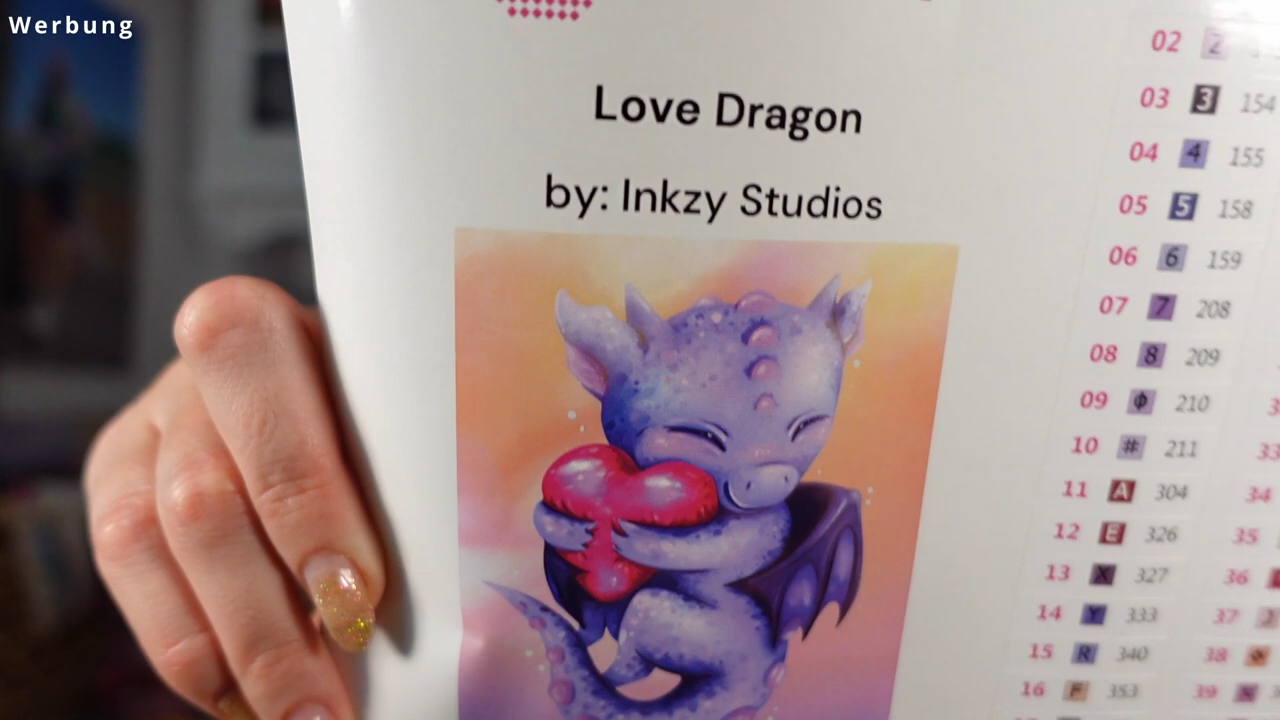 Werbung
Love Dragon
by: Inkzy Studios
02 2
03 3 154
04 4 155
05 5 158
06 6 159
07 7 208
08 8 209
09 ϕ 210
10 # 211
11 A 304
12 E 326
13 X 327
14 Y 333
15 R 340
16 F 353
33
34
35
36
37 J
38
39 N